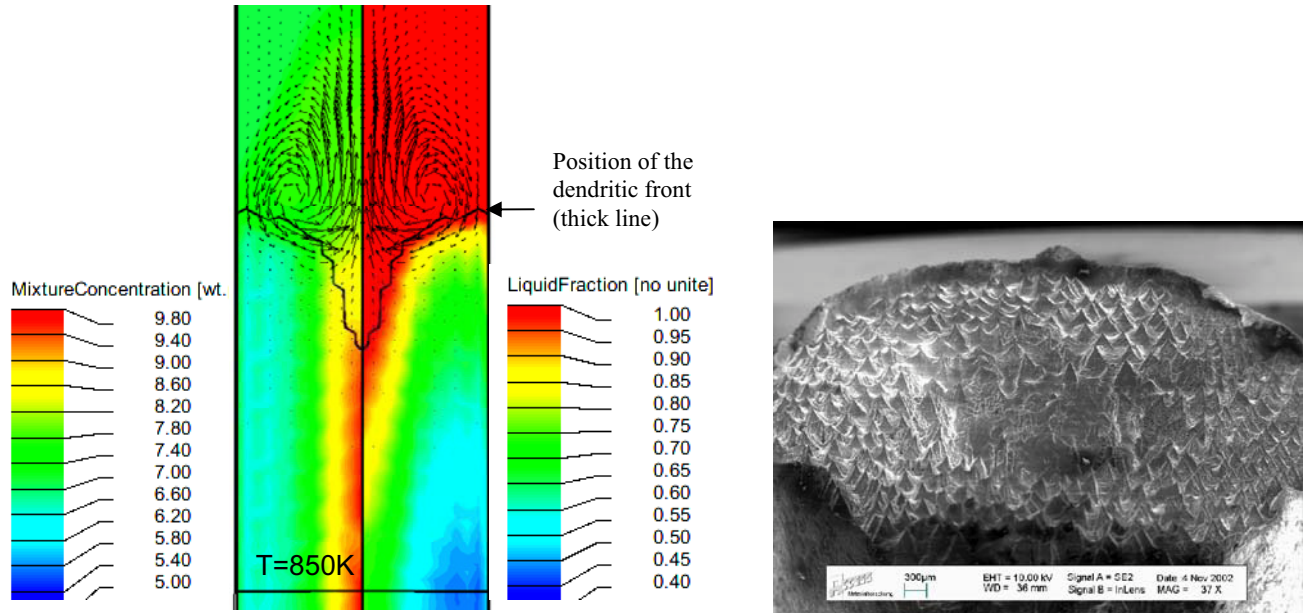 Position of the
dendritic front
(thick line)
MixtureConcentration [wt.
9.80
9.40
9.00
8.60
8.20
7.80
7.40
7.00
6.60
6.20
5.80
5.40
5.00
LiquidFraction [no unite]
1.00
0.95
0.90
0.85
0.80
0.75
0.70
0.65
0.60
0.55
0.50
0.45
0.40
T=850K
300µm
EHT = 10.00 kV
WD = 36 mm
Signal A = SE2
Signal B = InLens
Date :4 Nov 2002
MAG = 37 X